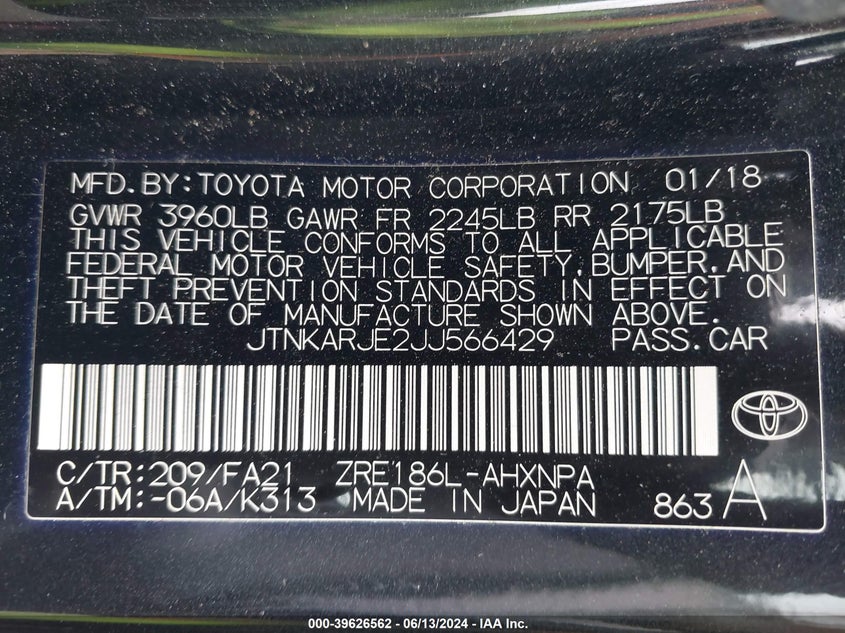 MFD.BY:TOYOTA MOTOR CORPORATION 01/18
GVWR 3960LB GAWR FR 2245LB RR 2175LB
THIS VEHICLE CONFORMS TO ALL APPLICABLE
FEDERAL MOTOR VEHICLE SAFETY,BUMPER,AND
THEFT PREVENTION STANDARDS IN EFFECT ON
THE DATE OF MANUFACTURE SHOWN ABOVE.
JTNKARJE2JJ566429 PASS.CAR
C/TR:209/FA21 ZRE186L-AHXNPA
A/TM:-06A/K313 MADE IN JAPAN 863 A
000-39626562 - 06/13/2024 - IAA Inc.